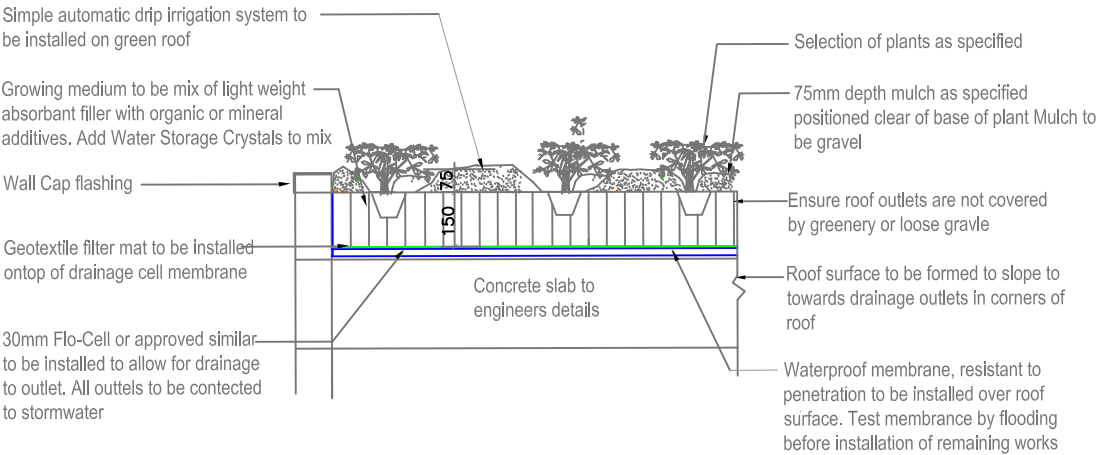 Simple automatic drip irrigation system to
be installed on green roof
Growing medium to be mix of light weight
absorbant filler with organic or mineral
additives. Add Water Storage Crystals to mix
Wall Cap flashing
Geotextile filter mat to be installed
ontop of drainage cell membrane
30mm Flo-Cell or approved similar
to be installed to allow for drainage
to outlet. All outtels to be contected
to stormwater
75
150
Concrete slab to
engineers details
Selection of plants as specified
75mm depth mulch as specified
positioned clear of base of plant Mulch to
be gravel
Ensure roof outlets are not covered
by greenery or loose gravle
Roof surface to be formed to slope to
towards drainage outlets in corners of
roof
Waterproof membrane, resistant to
penetration to be installed over roof
surface. Test membrance by flooding
before installation of remaining works